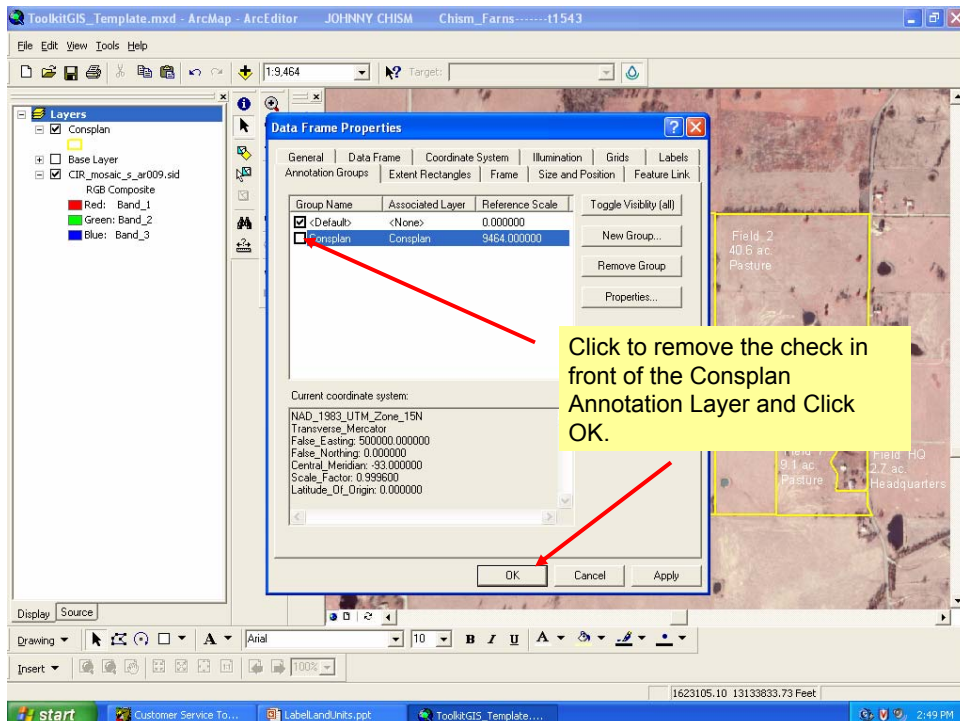 ToolkitGIS_Template.mxd - ArcMap - ArcEditor JOHNNY CHISM Chism_Farns-------t1543
File Edit View Tools Help
1:9,464
Target:
Layers
Consplan
Base Layer
CIR_mosaic_s_ar009.sid
RGB Composite
Red: Band_1
Green: Band_2
Blue: Band_3
Display Source
Data Frame Properties
General Data Frame Coordinate System Illumination Grids Labels
Annotation Groups Extent Rectangles Frame Size and Position Feature Link
Group Name Associated Layer Reference Scale
<Default> <None> 0.000000
Consplan Consplan 9464.000000
Toggle Visiblity (all)
New Group...
Remove Group
Properties...
Current coordinate system:
NAD_1983_UTM_Zone_15N
Transverse_Mercator
False_Easting: 500000.000000
False_Northing: 0.000000
Central_Meridian: -93.000000
Scale_Factor: 0.999600
Latitude_Of_Origin: 0.000000
OK Cancel Apply
Click to remove the check in
front of the Consplan
Annotation Layer and Click
OK.
Field 2
40.6 ac.
Pasture
9.1 ac.
Pasture
Field HQ
2.7 ac.
Headquarters
Drawing A Arial 10 B I U A
Insert 100%
1623105.10 13133833.73 Feet
start Customer Service To... LabelLandUnits.ppt ToolkitGIS_Template.... 2:49 PM